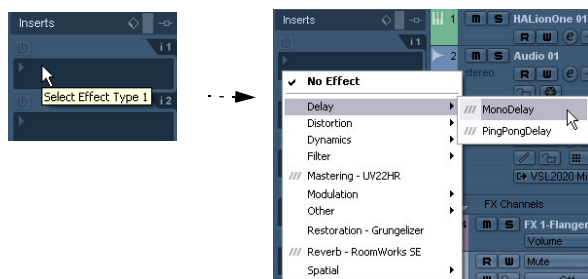 Inserts
i 1
Select Effect Type 1
i 2
Inserts
i 1
✓ No Effect
Delay
Distortion
Dynamics
Filter
/// Mastering - UV22HR
Modulation
Other
Restoration - Grungelizer
/// Reverb - RoomWorks SE
Spatial
/// MonoDelay
/// PingPongDelay
1 m S HALionOne 01
R W e
2 m S Audio 01
stereo R W e
VSL2020 Mi
FX Channels
m S FX 1-Flanger
Volume
R W Mute
Off